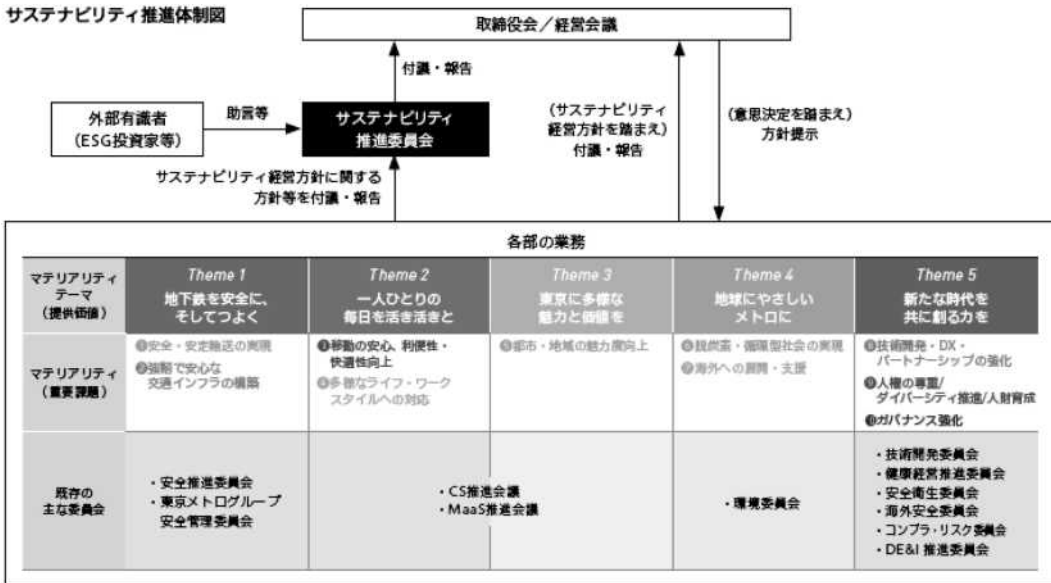 サステナビリティ推進体制図
取締役会/経営会議
付議・報告
外部有識者
(ESG投資家等)
助言等
サステナビリティ
推進委員会
(サステナビリティ
経営方針を踏まえ)
付議・報告
(意思決定を踏まえ)
方針提示
サステナビリティ経営方針に関する
方針等を付議・報告
各部の業務
マテリアリティ
テーマ
(提供価値)
Theme 1
地下鉄を安全に、
そしてつよく
Theme 2
一人ひとりの
毎日を活き活きと
Theme 3
東京に多様な
魅力と価値を
Theme 4
地球にやさしい
メトロに
Theme 5
新たな時代を
共に創る力を
マテリアリティ
(重要課題)
❶安全・安定輸送の実現
❷強靭で安心な
交通インフラの構築
❸移動の安心、利便性・
快適性向上
❹多様なライフ・ワーク
スタイルへの対応
❺都市・地域の魅力度向上
❻脱炭素・循環型社会の実現
❼海外への展開・支援
❽技術開発・DX・
パートナーシップの強化
❾人権の尊重/
ダイバーシティ推進/人財育成
❿ガバナンス強化
既存の
主な委員会
・安全推進委員会
・東京メトログループ
安全管理委員会
・CS推進会議
・MaaS推進会議
・環境委員会
・技術開発委員会
・健康経営推進委員会
・安全衛生委員会
・海外安全委員会
・コンプラ・リスク委員会
・DE&I 推進委員会